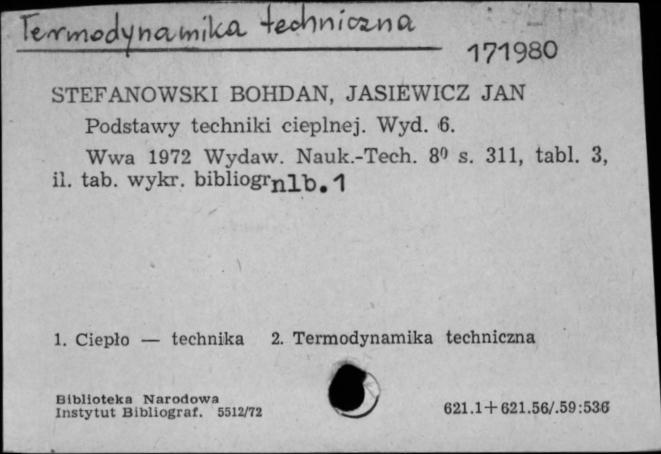 Termodynamika techniczna
171980
STEFANOWSKI BOHDAN, JASIEWICZ JAN
Podstawy techniki cieplnej. Wyd. 6.
Wwa 1972 Wydaw. Nauk.-Tech. 8⁰ s. 311, tabl. 3,
il. tab. wykr. bibliogr nlb. 1
1. Ciepło — technika 2. Termodynamika techniczna
Biblioteka Narodowa
Instytut Bibliograf. 5512/72
621.1+621.56/.59:536